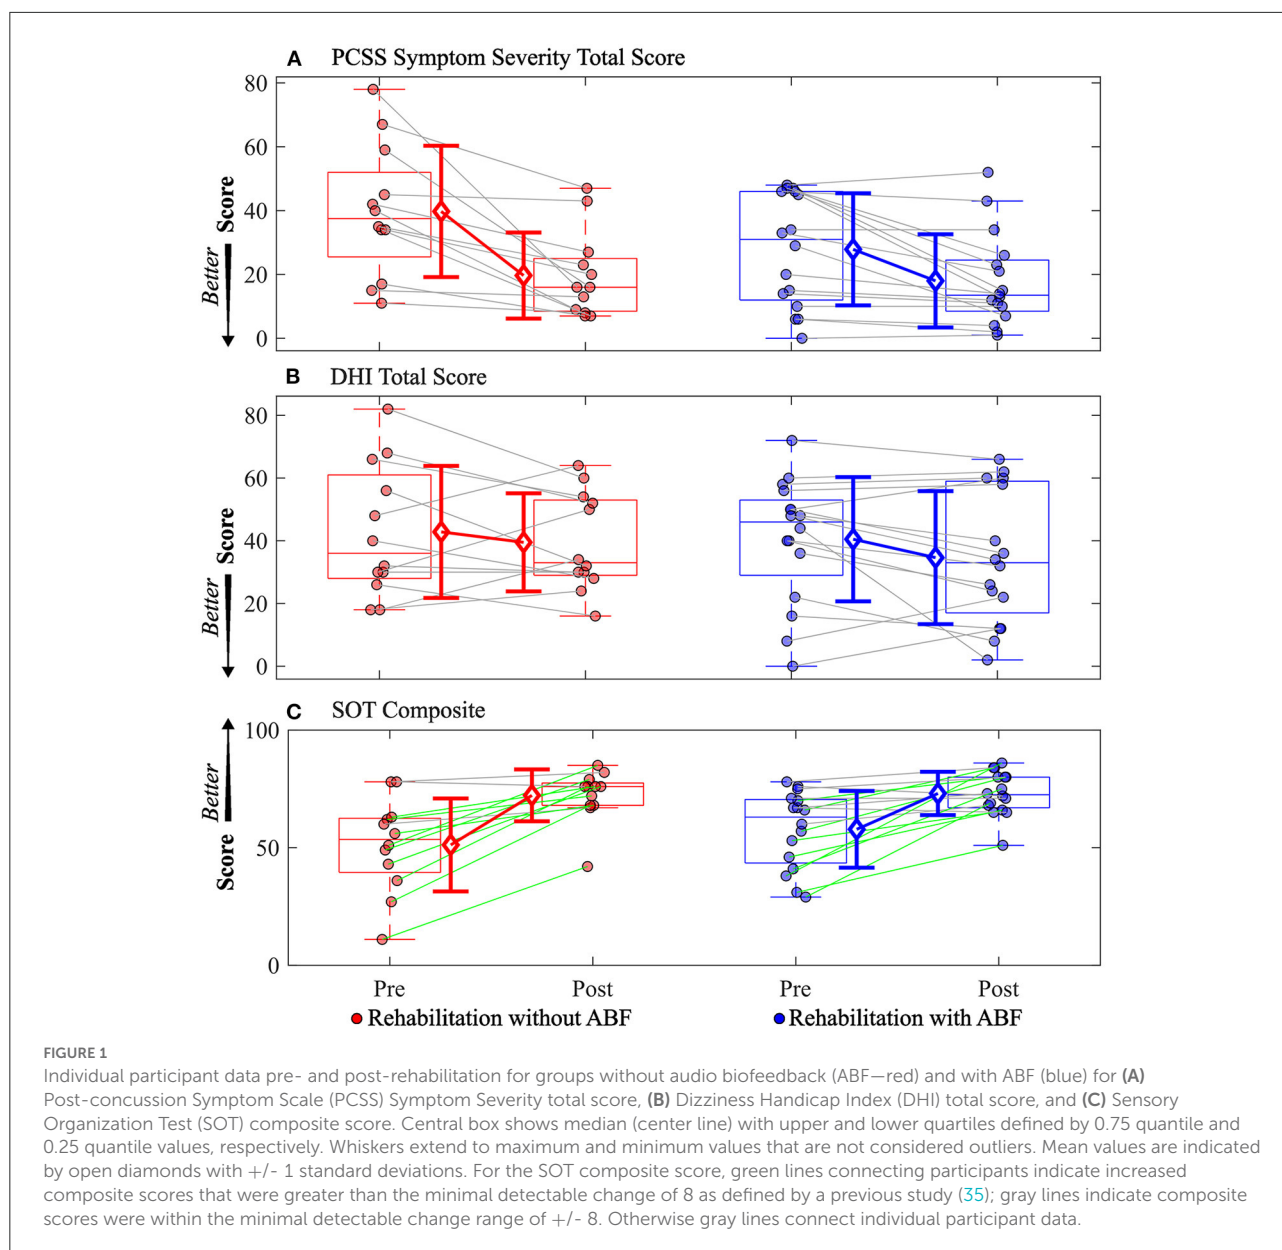 A PCSS Symptom Severity Total Score
80
60
40
20
0
Better Score
B DHI Total Score
80
60
40
20
0
Better Score
C SOT Composite
100
50
0
Score Better
Pre Post Pre Post
Rehabilitation without ABF Rehabilitation with ABF
FIGURE 1
Individual participant data pre- and post-rehabilitation for groups without audio biofeedback (ABF—red) and with ABF (blue) for (A)
Post-concussion Symptom Scale (PCSS) Symptom Severity total score, (B) Dizziness Handicap Index (DHI) total score, and (C) Sensory
Organization Test (SOT) composite score. Central box shows median (center line) with upper and lower quartiles defined by 0.75 quantile and
0.25 quantile values, respectively. Whiskers extend to maximum and minimum values that are not considered outliers. Mean values are indicated
by open diamonds with +/- 1 standard deviations. For the SOT composite score, green lines connecting participants indicate increased
composite scores that were greater than the minimal detectable change of 8 as defined by a previous study (35); gray lines indicate composite
scores were within the minimal detectable change range of +/- 8. Otherwise gray lines connect individual participant data.